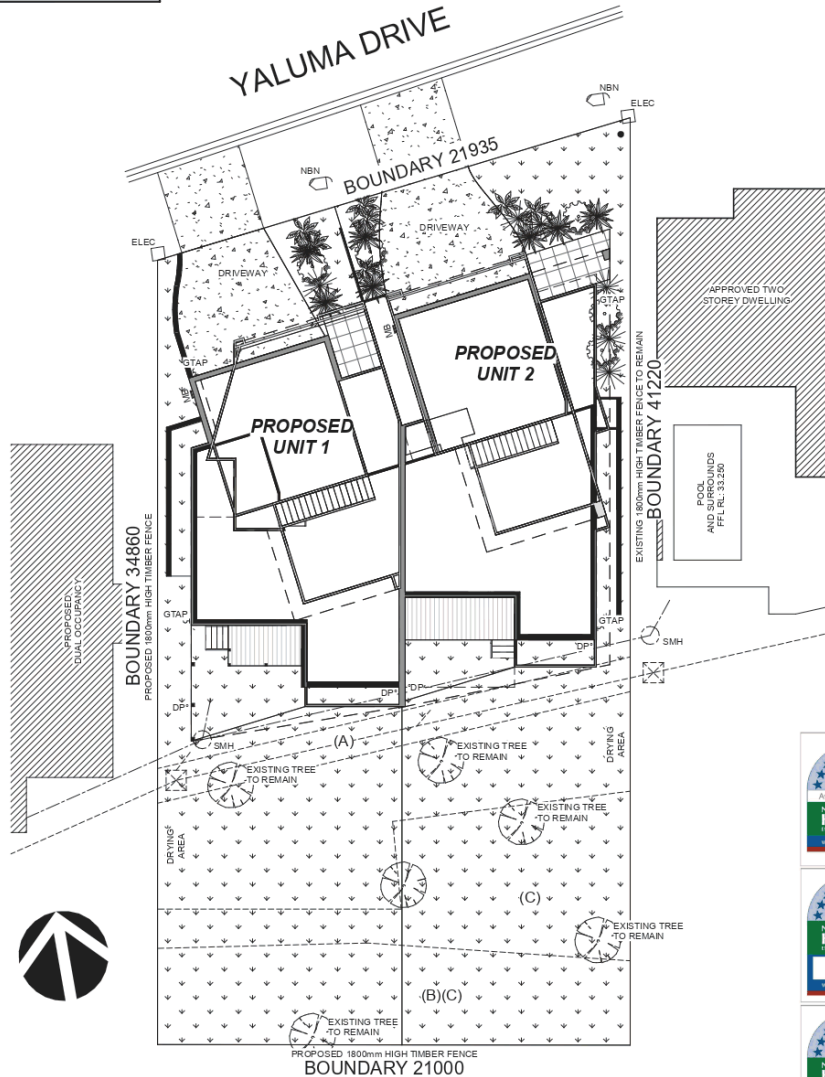 YALUMA DRIVE
NBN
ELEC
BOUNDARY 21935
NBN
ELEC
DRIVEWAY
DRIVEWAY
GTAP
APPROVED TWO
STOREY DWELLING
MB
GTAP
MB
PROPOSED
UNIT 2
PROPOSED
UNIT 1
EXISTING 1800mm HIGH TIMBER FENCE TO REMAIN
BOUNDARY 41220
POOL
AND SURROUNDS
FFL RL: 33.250
BOUNDARY 34860
PROPOSED 1800mm HIGH TIMBER FENCE
PROPOSED
DUAL OCCUPANCY
GTAP
GTAP
SMH
DP°
DP°
DP°
DP°
SMH
(A)
DRYING
AREA
EXISTING TREE
TO REMAIN
EXISTING TREE
TO REMAIN
EXISTING TREE
TO REMAIN
DRYING
AREA
(C)
EXISTING TREE
TO REMAIN
(B)(C)
EXISTING TREE
TO REMAIN
PROPOSED 1800mm HIGH TIMBER FENCE
BOUNDARY 21000